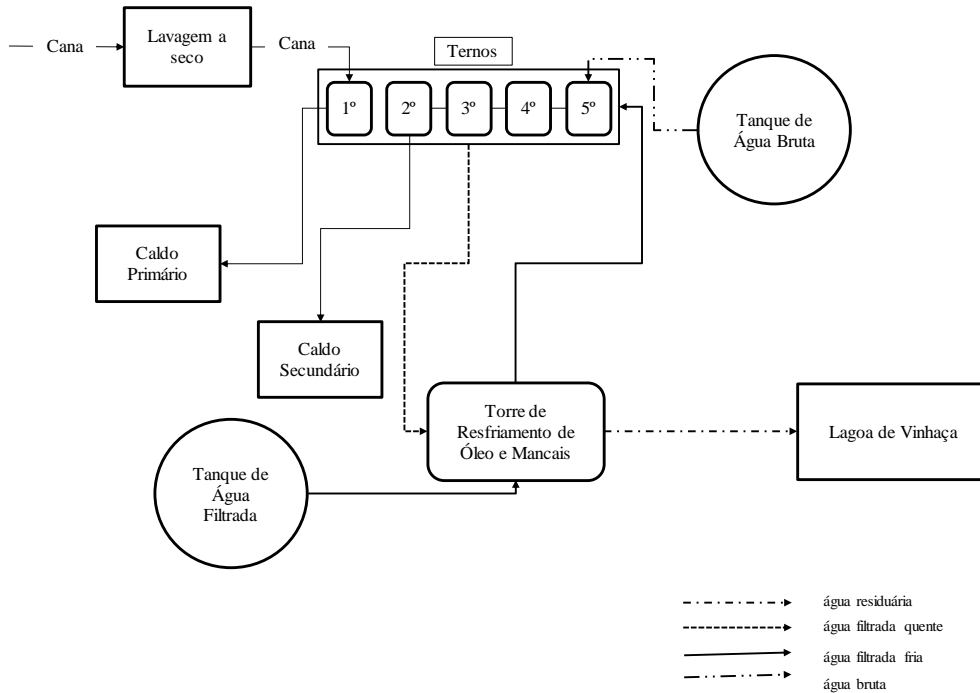 Cana
Lavagem a
seco
Cana
Ternos
1º
2º
3º
4º
5º
Tanque de
Água Bruta
Caldo
Primário
Caldo
Secundário
Torre de
Resfriamento de
Óleo e Mancais
Lagoa de Vinhaça
Tanque de
Água
Filtrada
água residuária
água filtrada quente
água filtrada fria
água bruta